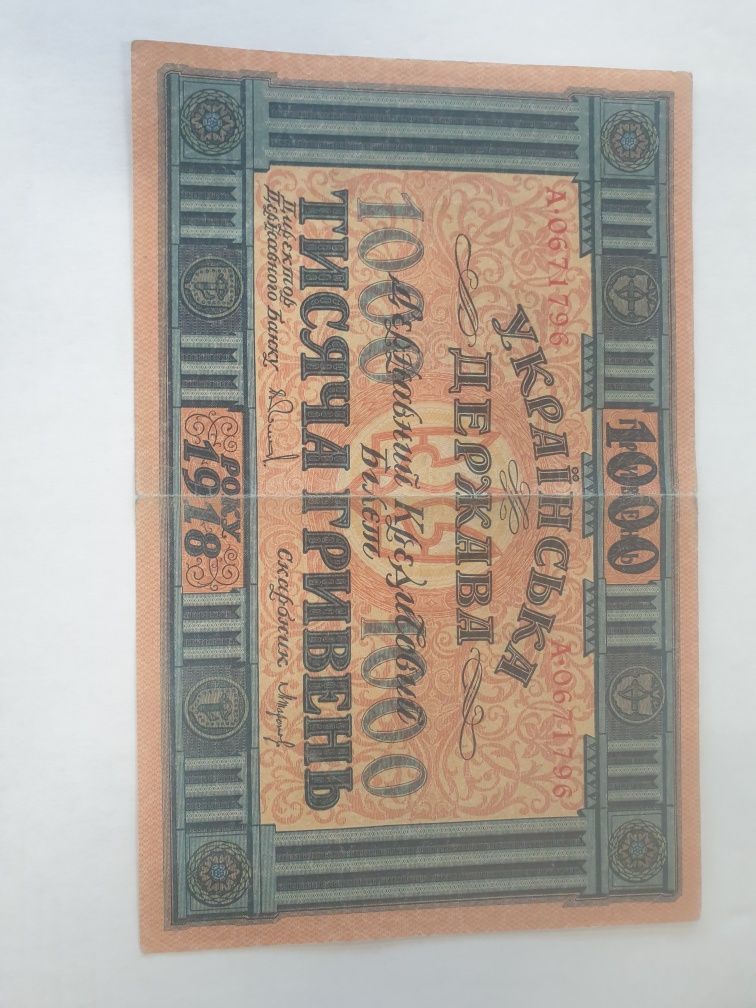 1000
А·0671796 А·0671796
УКРАЇНСЬКА
ДЕРЖАВА
Державний Кредитовий
Білет
1000 1000
ТИСЯЧА ГРИВЕНЬ
Директор
Державного Банку
Скарбник
РОКУ
1918